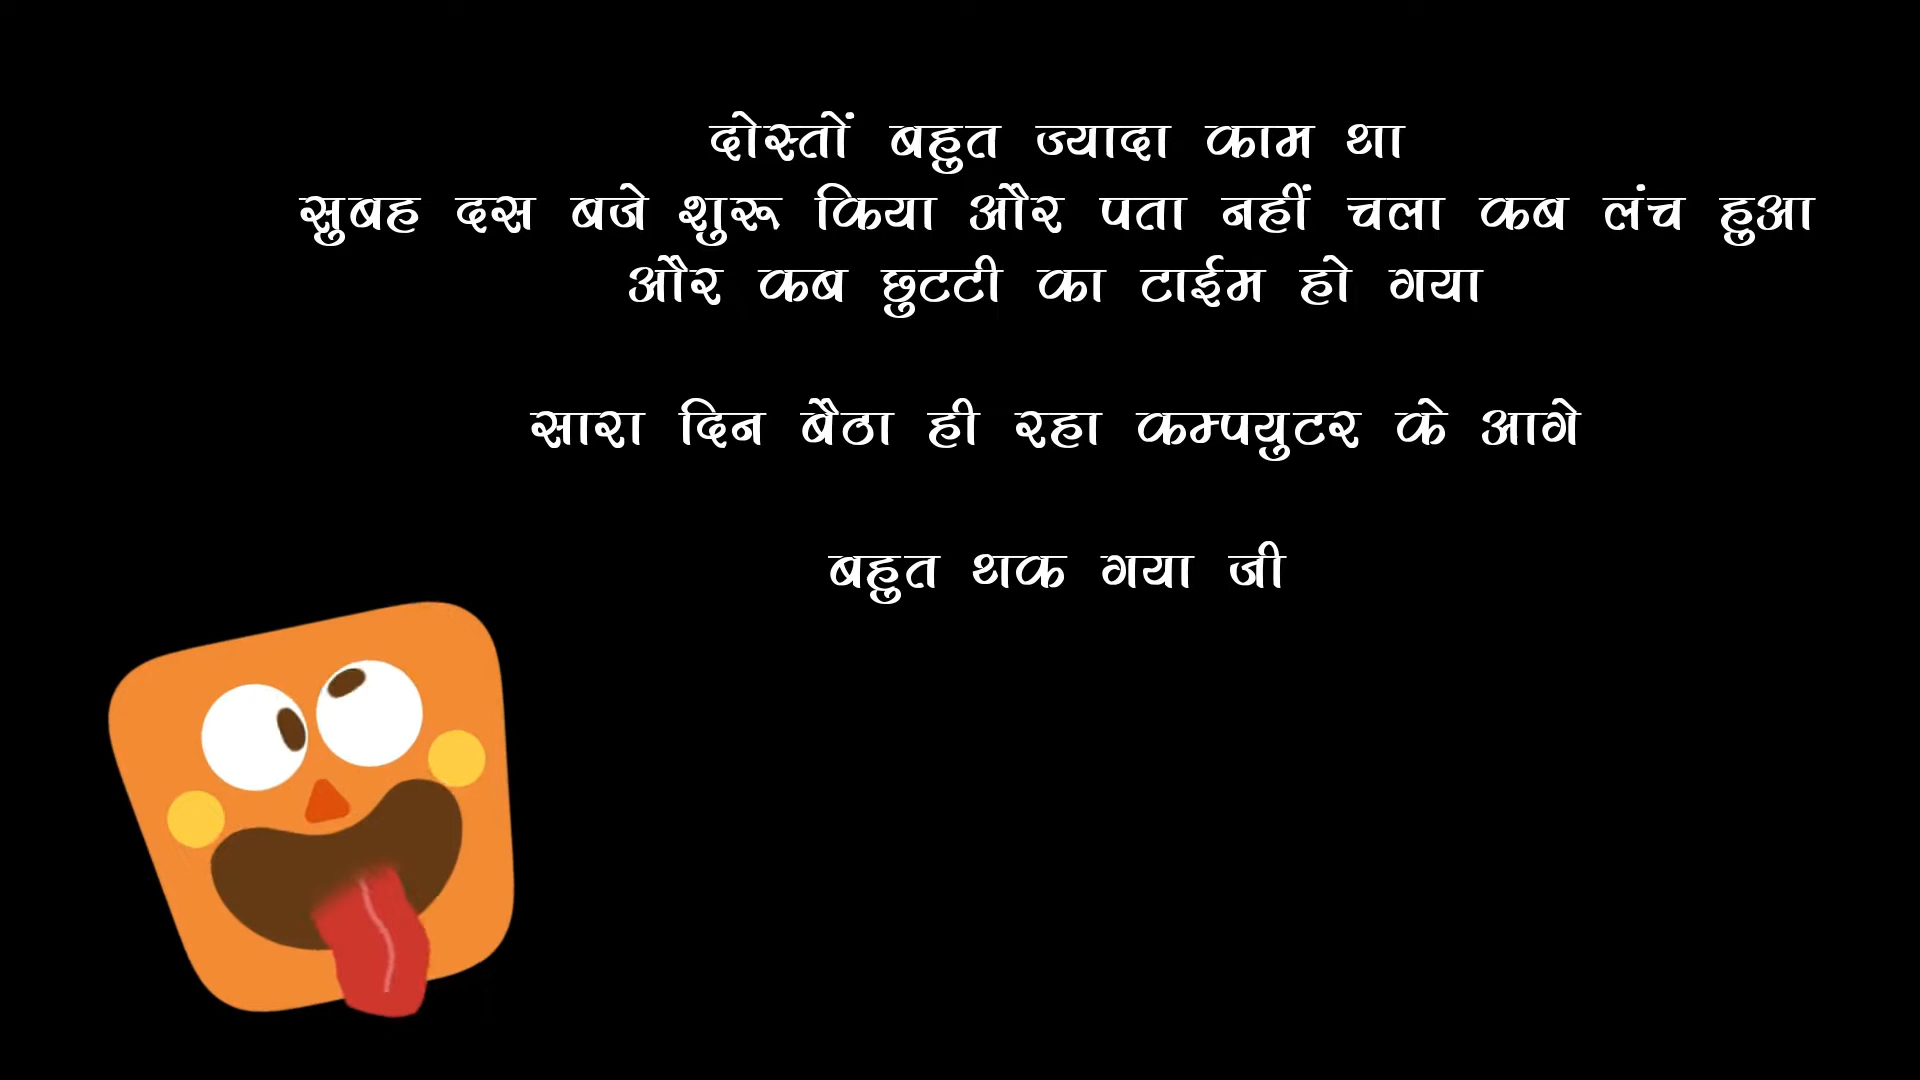 दोस्तों बहुत ज्यादा काम था
सुबह दस बजे शुरू किया और पता नहीं चला कब लंच हुआ
और कब छुटटी का टाईम हो गया
सारा दिन बैठा ही रहा कम्पयुटर के आगे
बहुत थक गया जी